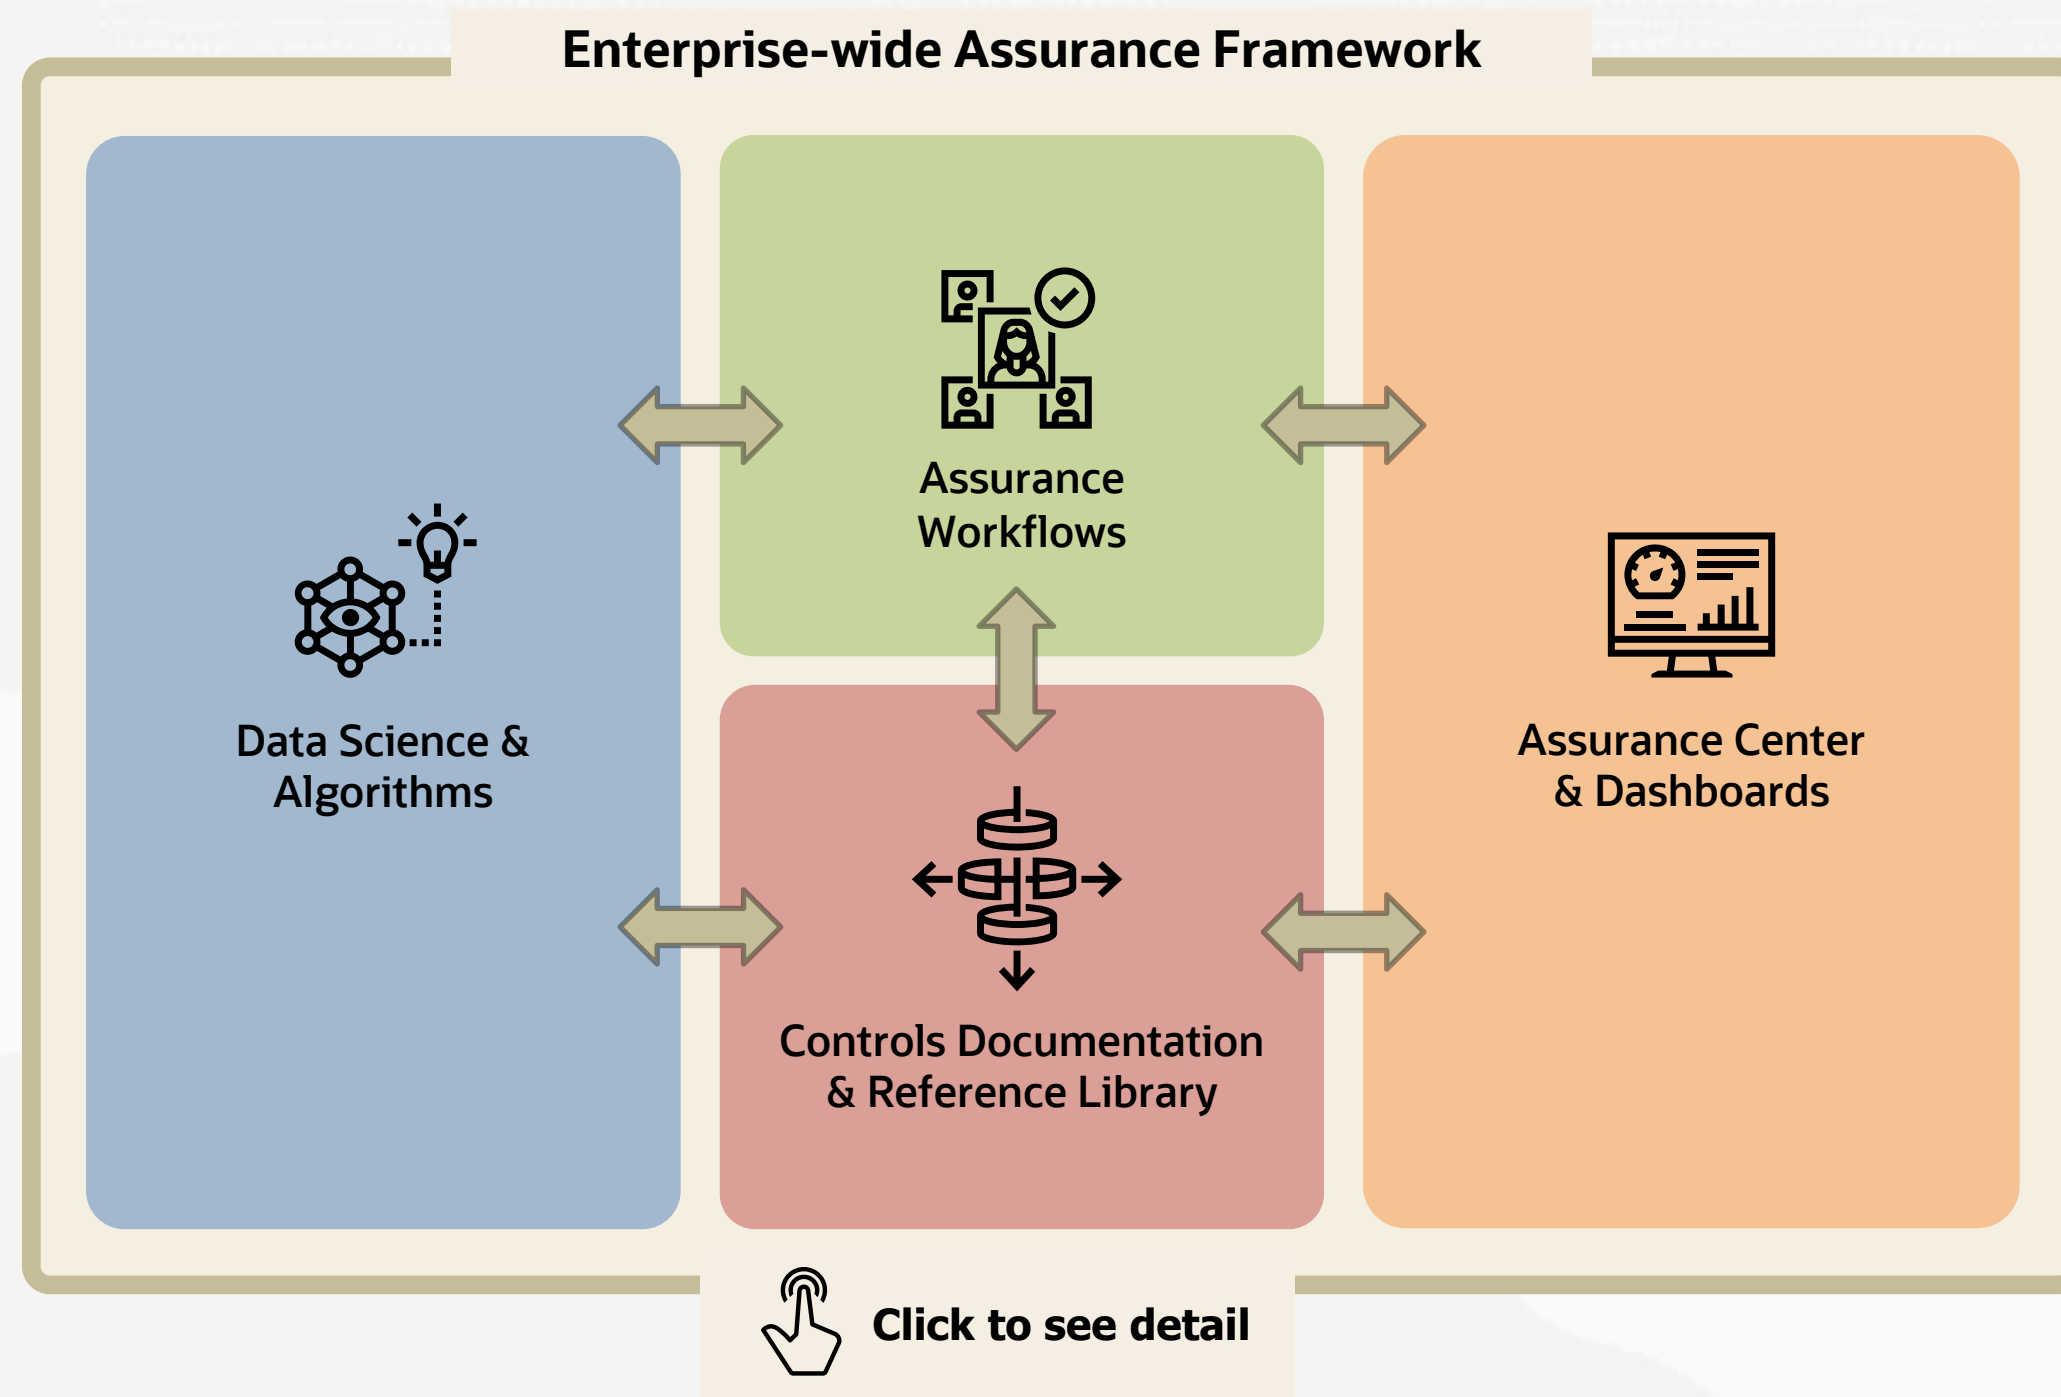 Enterprise-wide Assurance Framework
Assurance
Workflows
Data Science &
Algorithms
Assurance Center
& Dashboards
Controls Documentation
& Reference Library
Click to see detail